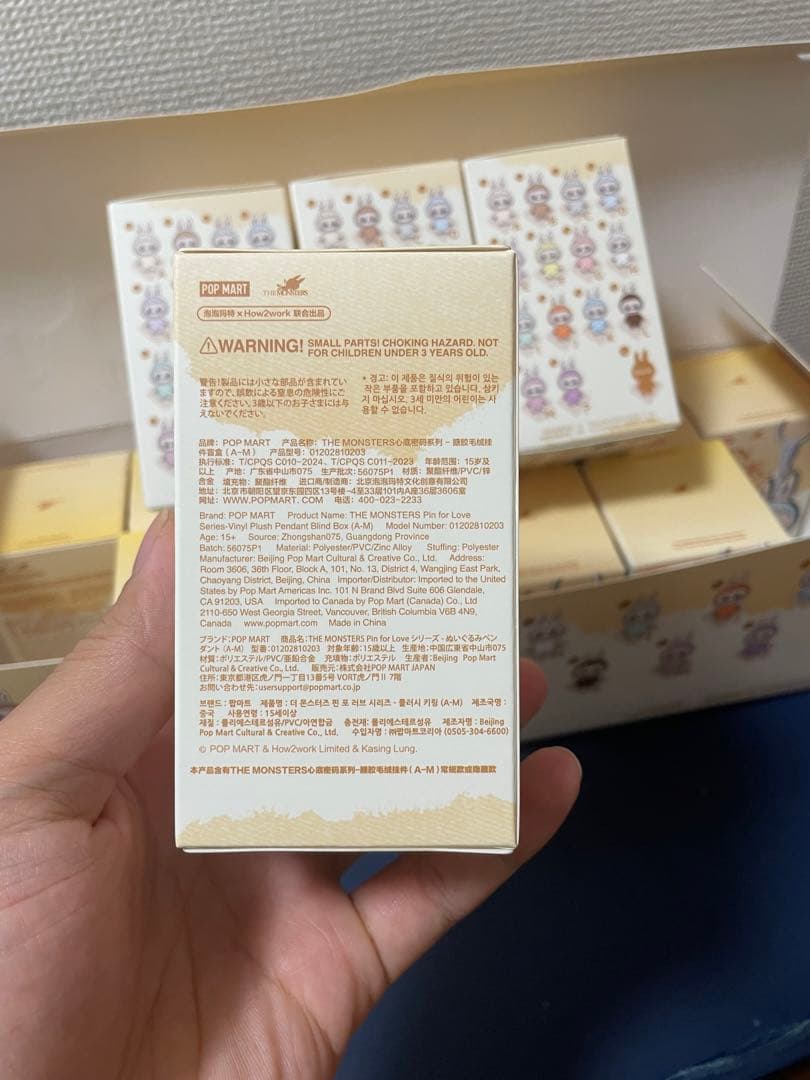 POP MART THE MONSTERS
泡泡玛特 × How2work 联合出品
⚠WARNING! SMALL PARTS! CHOKING HAZARD. NOT
FOR CHILDREN UNDER 3 YEARS OLD.
警告!製品には小さな部品が含まれてい
ますので、誤飲による窒息の危険性にご
注意ください。3歳以下のお子さまには与
えないでください。
* 경고: 이 제품은 질식의 위험이 있는
작은 부품을 포함하고 있습니다. 삼키
지 마십시오. 3세 미만의 어린이는 사
용할 수 없습니다.
品牌: POP MART 产品名称: THE MONSTERS心底密码系列 - 搪胶毛绒挂
件盲盒 (A-M) 产品型号: 01202810203
执行标准: T/CPQS C010-2024、T/CPQS C011-2023 年龄范围: 15岁及
以上 产地: 广东省中山市075 生产批次: 56075P1 材质: 聚酯纤维/PVC/锌
合金 填充物: 聚酯纤维 进口商/制造商: 北京泡泡玛特文化创意有限公司
地址: 北京市朝阳区望京东园四区13号楼-4至33层101内A座36层3606室
网址: WWW.POPMART. COM 电话: 400-023-2233
Brand: POP MART Product Name: THE MONSTERS Pin for Love
Series-Vinyl Plush Pendant Blind Box (A-M) Model Number: 01202810203
Age: 15+ Source: Zhongshan075, Guangdong Province
Batch: 56075P1 Material: Polyester/PVC/Zinc Alloy Stuffing: Polyester
Manufacturer: Beijing Pop Mart Cultural & Creative Co., Ltd. Address:
Room 3606, 36th Floor, Block A, 101, No. 13, District 4, Wangjing East Park,
Chaoyang District, Beijing, China Importer/Distributor: Imported to the United
States by Pop Mart Americas Inc. 101 N Brand Blvd Suite 606 Glendale,
CA 91203, USA Imported to Canada by Pop Mart (Canada) Co., Ltd
2110-650 West Georgia Street, Vancouver, British Columbia V6B 4N9,
Canada www.popmart.com Made in China
ブランド: POP MART 商品名: THE MONSTERS Pin for Love シリーズ - ぬいぐるみペン
ダント (A-M) 型番: 01202810203 対象年齢: 15歳以上 生産地: 中国広東省中山市075
材質: ポリエステル/PVC/亜鉛合金 充填物: ポリエステル 生産者: Beijing Pop Mart
Cultural & Creative Co., Ltd. 販売元: 株式会社POP MART JAPAN
住所: 東京都港区虎ノ門一丁目13番5号 VORT虎ノ門II 7階
お問い合わせ先: usersupport@popmart.co.jp
브랜드 : 팝마트 제품명 : 더 몬스터즈 핀 포 러브 시리즈 - 플러시 키링 (A-M) 제조국명 :
중국 사용연령 : 15세이상
재질 : 폴리에스테르섬유/PVC/아연합금 충전재: 폴리에스테르섬유 제조자명 : Beijing
Pop Mart Cultural & Creative Co., Ltd. 수입자명 : ㈜팝마트코리아 (0505-304-6600)
© POP MART & How2work Limited & Kasing Lung.
本产品含有THE MONSTERS心底密码系列-搪胶毛绒挂件 ( A-M ) 常规款或隐藏款